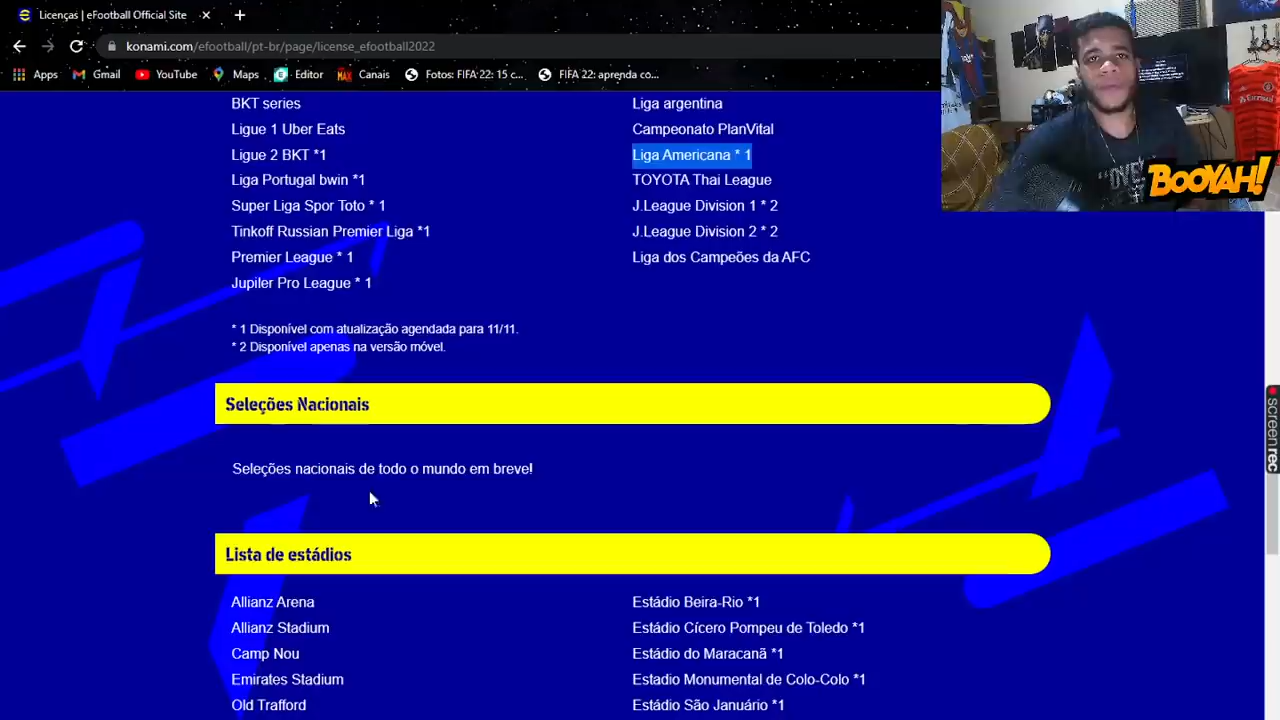 Licenças | eFootball Official Site
konami.com/efootball/pt-br/page/license_efootball2022
Apps Gmail YouTube Maps Editor Canais Fotos: FIFA 22: 15 c... FIFA 22: aprenda co...
BOOYAH!
BKT series
Ligue 1 Uber Eats
Ligue 2 BKT *1
Liga Portugal bwin *1
Super Liga Spor Toto * 1
Tinkoff Russian Premier Liga *1
Premier League * 1
Jupiler Pro League * 1
Liga argentina
Campeonato PlanVital
Liga Americana * 1
TOYOTA Thai League
J.League Division 1 * 2
J.League Division 2 * 2
Liga dos Campeões da AFC
* 1 Disponível com atualização agendada para 11/11.
* 2 Disponível apenas na versão móvel.
Seleções Nacionais
Seleções nacionais de todo o mundo em breve!
Lista de estádios
Allianz Arena
Allianz Stadium
Camp Nou
Emirates Stadium
Old Trafford
Estádio Beira-Rio *1
Estádio Cícero Pompeu de Toledo *1
Estádio do Maracanã *1
Estadio Monumental de Colo-Colo *1
Estádio São Januário *1
screenrec